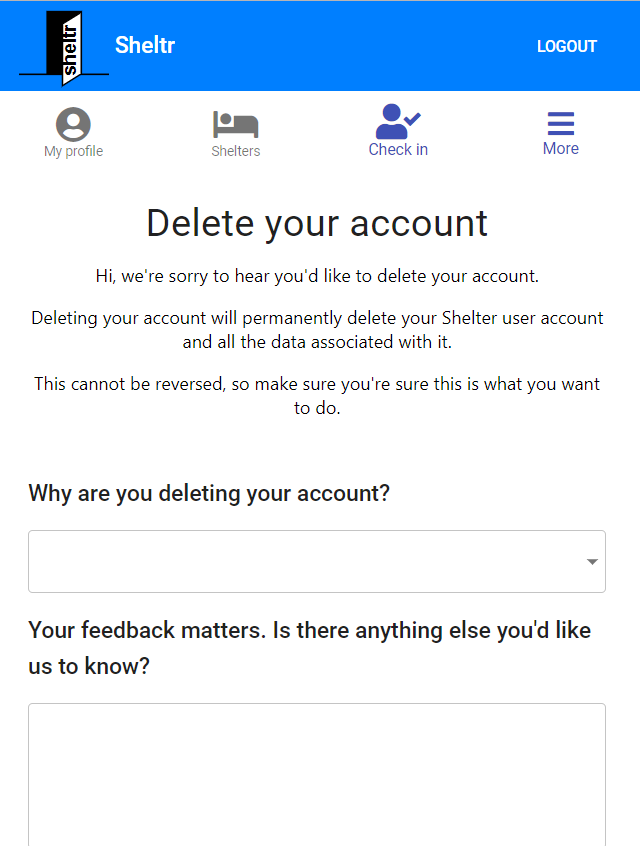 sheltr
Sheltr
LOGOUT
My profile
Shelters
Check in
More
Delete your account
Hi, we're sorry to hear you'd like to delete your account.
Deleting your account will permanently delete your Shelter user account
and all the data associated with it.
This cannot be reversed, so make sure you're sure this is what you want
to do.
Why are you deleting your account?
Your feedback matters. Is there anything else you'd like
us to know?